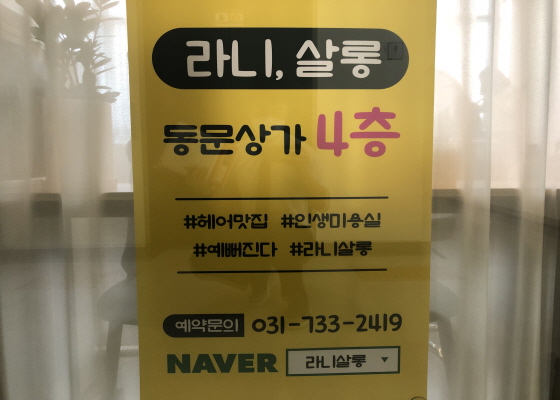 라니, 살롱
동문상가 4층
#헤어맛집 #인생미용실
#예뻐진다 #라니살롱
예약문의 031-733-2419
NAVER 라니살롱